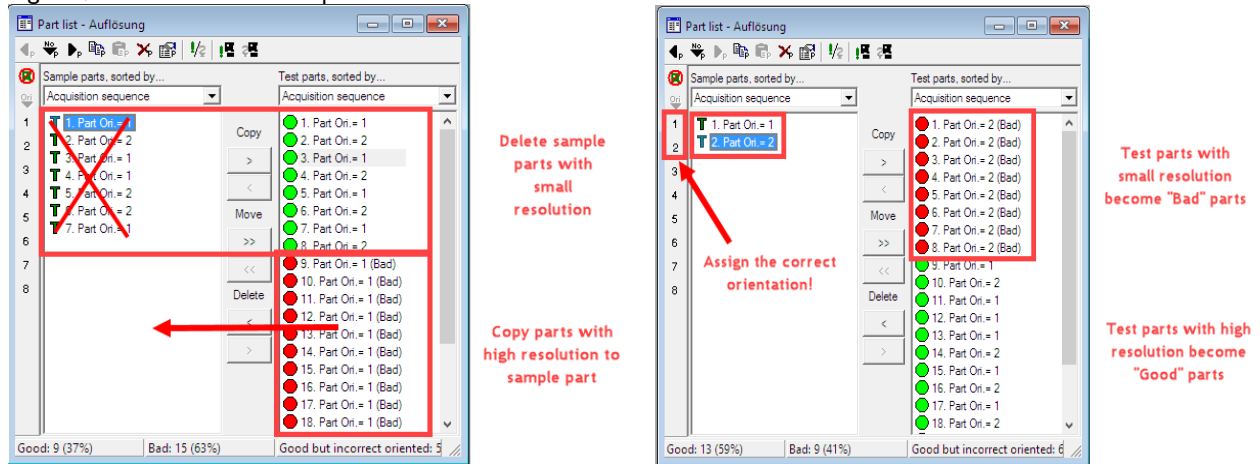 Part list - Auflösung
Sample parts, sorted by...
Test parts, sorted by...
Ori
Acquisition sequence
Acquisition sequence
1
2
3
4
5
6
7
8
1. Part Ori.= 1
2. Part Ori.= 2
3. Part Ori.= 1
4. Part Ori.= 1
5. Part Ori.= 2
6. Part Ori.= 2
7. Part Ori.= 1
Copy
>
<
Move
>>
<<
Delete
<
>
1. Part Ori.= 1
2. Part Ori.= 2
3. Part Ori.= 1
4. Part Ori.= 2
5. Part Ori.= 1
6. Part Ori.= 2
7. Part Ori.= 1
8. Part Ori.= 2
9. Part Ori.= 1 (Bad)
10. Part Ori.= 1 (Bad)
11. Part Ori.= 1 (Bad)
12. Part Ori.= 1 (Bad)
13. Part Ori.= 1 (Bad)
14. Part Ori.= 1 (Bad)
15. Part Ori.= 1 (Bad)
16. Part Ori.= 1 (Bad)
17. Part Ori.= 1 (Bad)
18. Part Ori.= 1 (Bad)
Good: 9 (37%)
Bad: 15 (63%)
Good but incorrect oriented: 5
Delete sample
parts with
small
resolution
Copy parts with
high resolution to
sample part
Part list - Auflösung
Sample parts, sorted by...
Test parts, sorted by...
Ori
Acquisition sequence
Acquisition sequence
1
2
3
4
5
6
7
8
1. Part Ori.= 1
2. Part Ori.= 2
Assign the correct
orientation!
Copy
>
<
Move
>>
<<
Delete
<
>
1. Part Ori.= 2 (Bad)
2. Part Ori.= 2 (Bad)
3. Part Ori.= 2 (Bad)
4. Part Ori.= 2 (Bad)
5. Part Ori.= 2 (Bad)
6. Part Ori.= 2 (Bad)
7. Part Ori.= 2 (Bad)
8. Part Ori.= 2 (Bad)
9. Part Ori.= 1
10. Part Ori.= 2
11. Part Ori.= 1
12. Part Ori.= 1
13. Part Ori.= 1
14. Part Ori.= 2
15. Part Ori.= 1
16. Part Ori.= 2
17. Part Ori.= 1
18. Part Ori.= 2
Good: 13 (59%)
Bad: 9 (41%)
Good but incorrect oriented: 6
Test parts with
small resolution
become "Bad" parts
Test parts with high
resolution become
"Good" parts